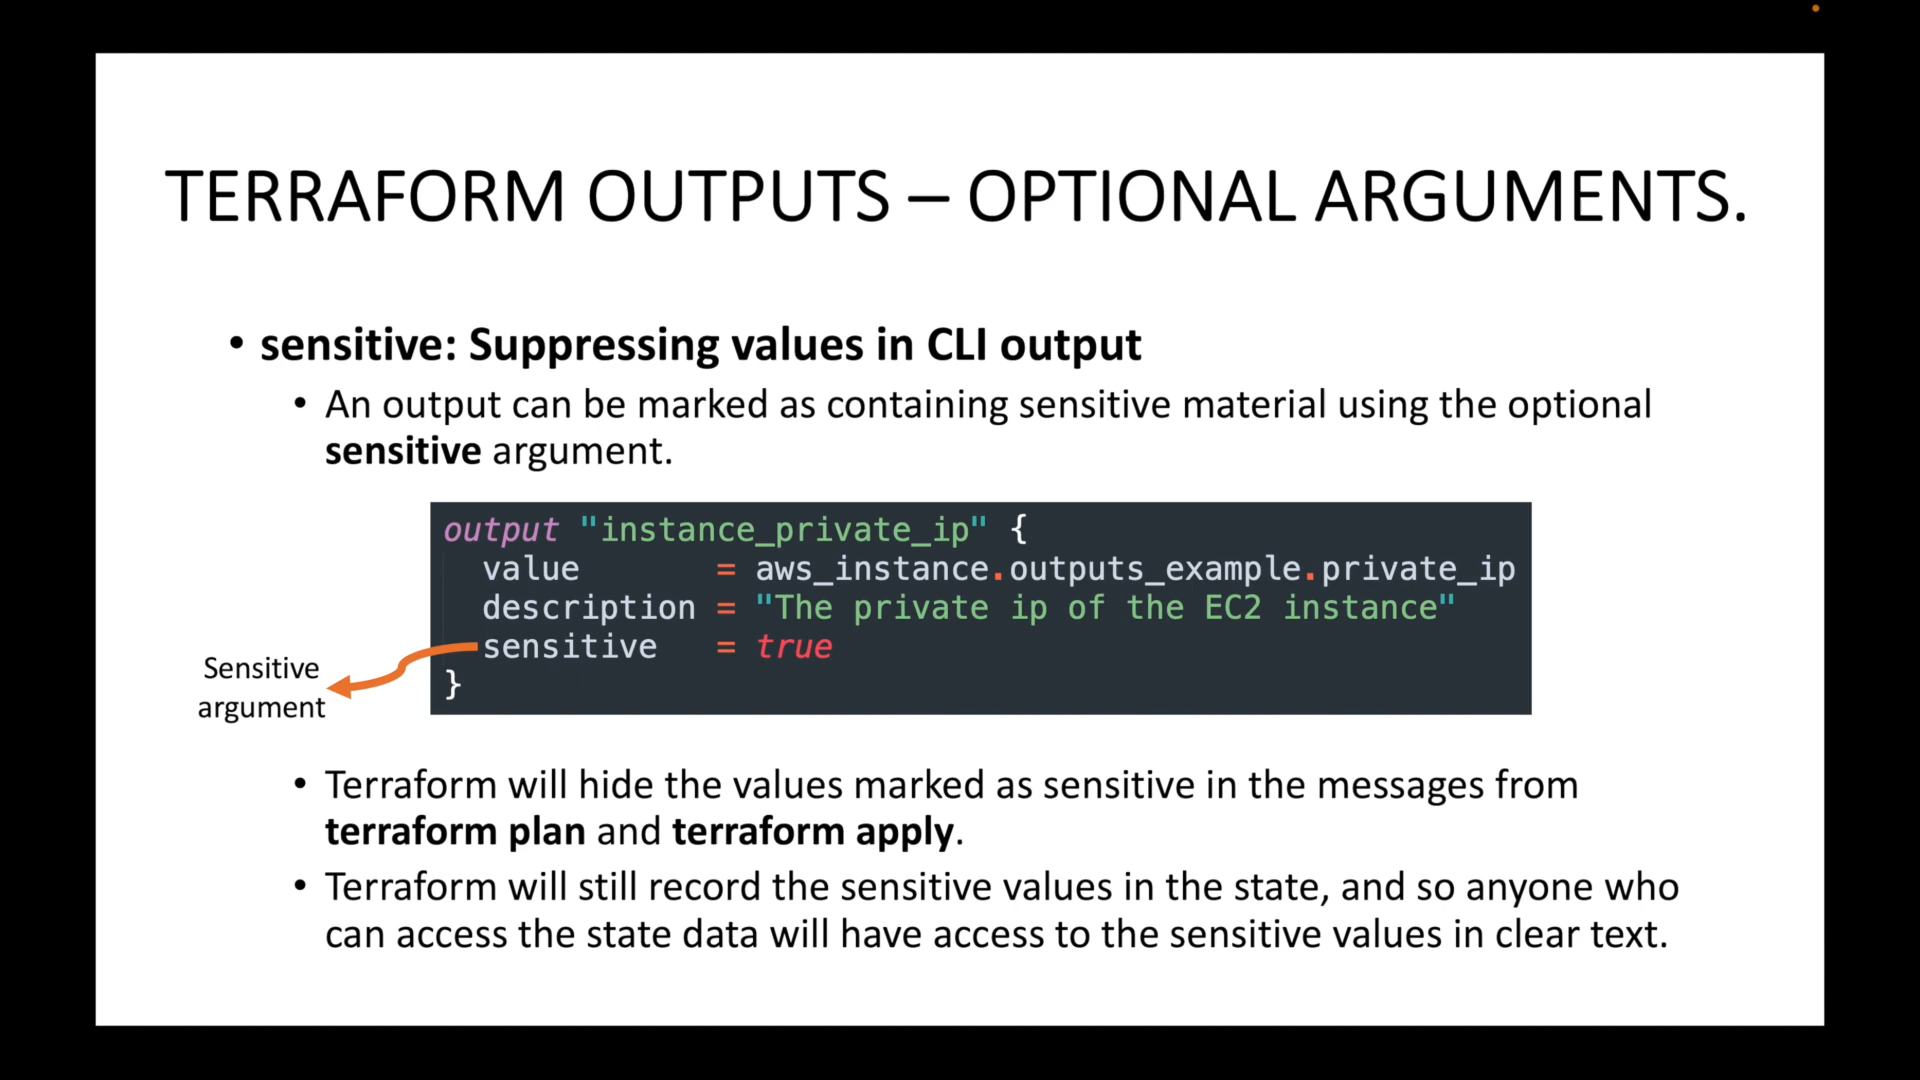 TERRAFORM OUTPUTS – OPTIONAL ARGUMENTS.
• sensitive: Suppressing values in CLI output
• An output can be marked as containing sensitive material using the optional
sensitive argument.
output "instance_private_ip" {
  value       = aws_instance.outputs_example.private_ip
  description = "The private ip of the EC2 instance"
  sensitive   = true
}
Sensitive
argument
• Terraform will hide the values marked as sensitive in the messages from
terraform plan and terraform apply.
• Terraform will still record the sensitive values in the state, and so anyone who
can access the state data will have access to the sensitive values in clear text.